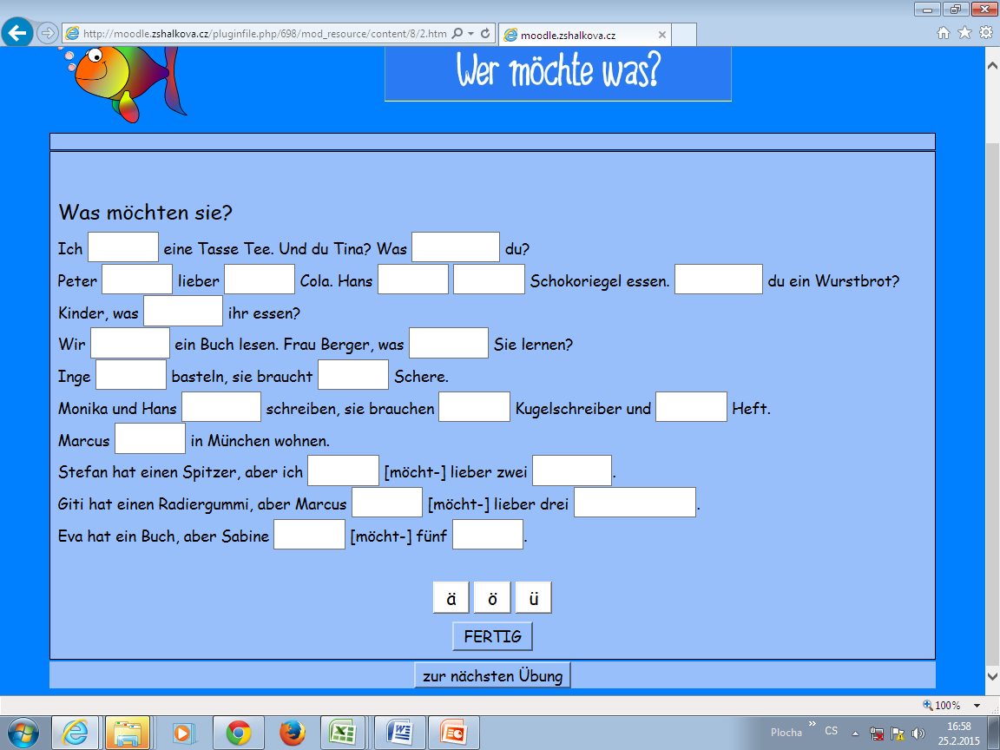 http://moodle.zshalkova.cz/pluginfile.php/698/mod_resource/content/8/2.htm
moodle.zshalkova.cz
Wer möchte was?
Was möchten sie?
Ich eine Tasse Tee. Und du Tina? Was du?
Peter lieber Cola. Hans Schokoriegel essen. du ein Wurstbrot?
Kinder, was ihr essen?
Wir ein Buch lesen. Frau Berger, was Sie lernen?
Inge basteln, sie braucht Schere.
Monika und Hans schreiben, sie brauchen Kugelschreiber und Heft.
Marcus in München wohnen.
Stefan hat einen Spitzer, aber ich [möcht-] lieber zwei .
Giti hat einen Radiergummi, aber Marcus [möcht-] lieber drei .
Eva hat ein Buch, aber Sabine [möcht-] fünf .
ä ö ü
FERTIG
zur nächsten Übung
100%
Plocha » CS 16:58
25.2.2015